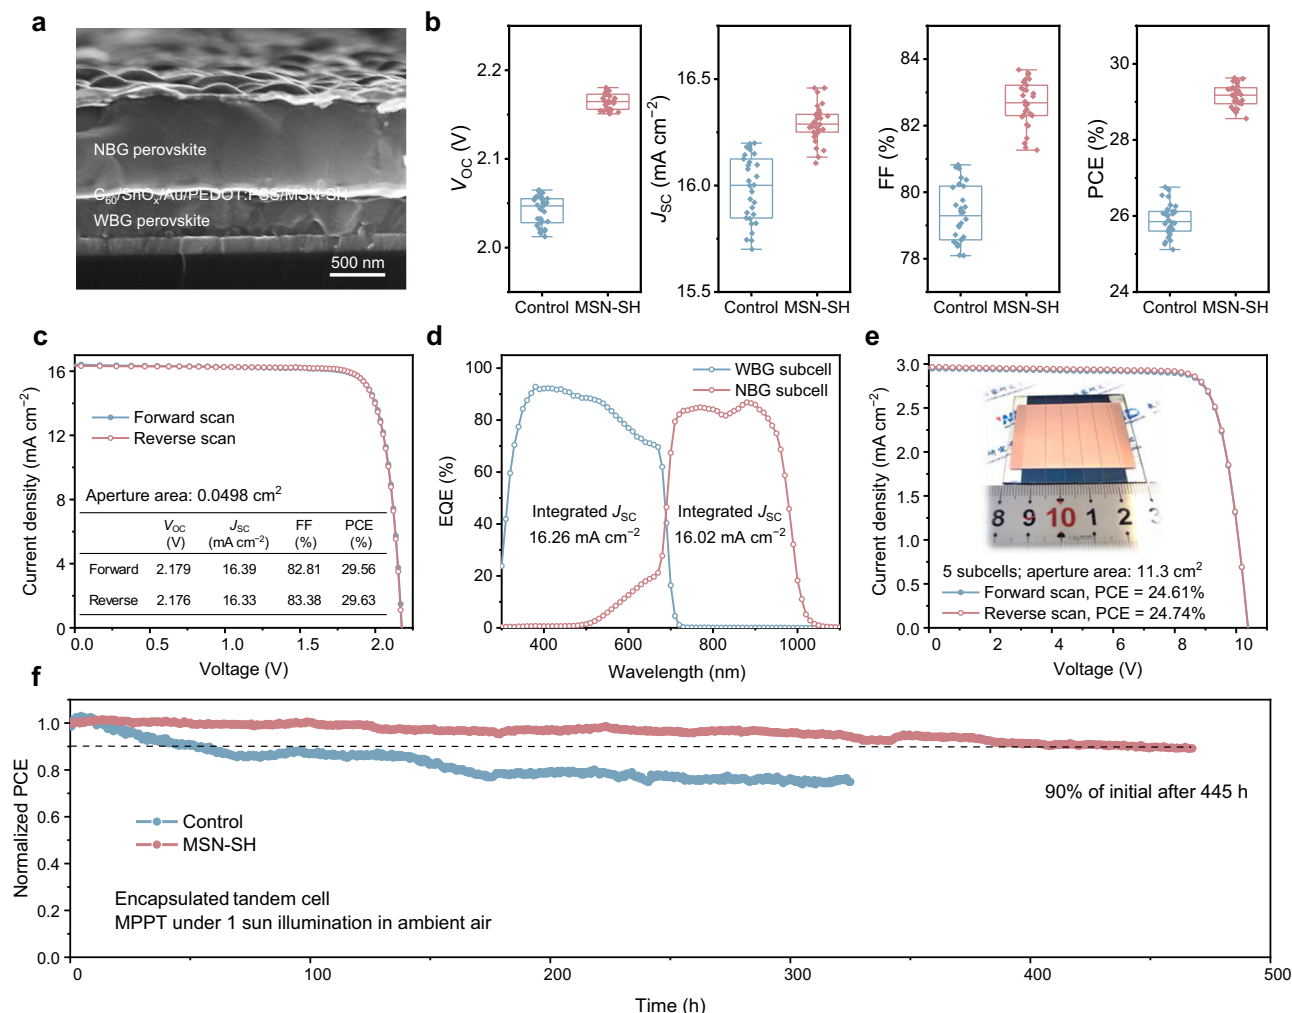 a
NBG perovskite
C60/SnOx/Au/PEDOT:PSS/MSN-SH
WBG perovskite
500 nm
b
VOC (V)
2.2
2.1
2.0
Control MSN-SH
JSC (mA cm−2)
16.5
16.0
15.5
Control MSN-SH
FF (%)
84
82
80
78
Control MSN-SH
PCE (%)
30
28
26
24
Control MSN-SH
c
Current density (mA cm−2)
16
12
8
4
0
Forward scan
Reverse scan
Aperture area: 0.0498 cm2
VOC JSC FF PCE
(V) (mA cm−2) (%) (%)
Forward 2.179 16.39 82.81 29.56
Reverse 2.176 16.33 83.38 29.63
0.0 0.5 1.0 1.5 2.0
Voltage (V)
d
EQE (%)
100
80
60
40
20
0
WBG subcell
NBG subcell
Integrated JSC
16.26 mA cm−2
Integrated JSC
16.02 mA cm−2
400 600 800 1000
Wavelength (nm)
e
Current density (mA cm−2)
3.0
2.5
2.0
1.5
1.0
0.5
0.0
8 9 10 1 2 3
5 subcells; aperture area: 11.3 cm2
Forward scan, PCE = 24.61%
Reverse scan, PCE = 24.74%
0 2 4 6 8 10
Voltage (V)
f
Normalized PCE
1.0
0.8
0.6
0.4
0.2
0.0
Control
MSN-SH
90% of initial after 445 h
Encapsulated tandem cell
MPPT under 1 sun illumination in ambient air
0 100 200 300 400 500
Time (h)